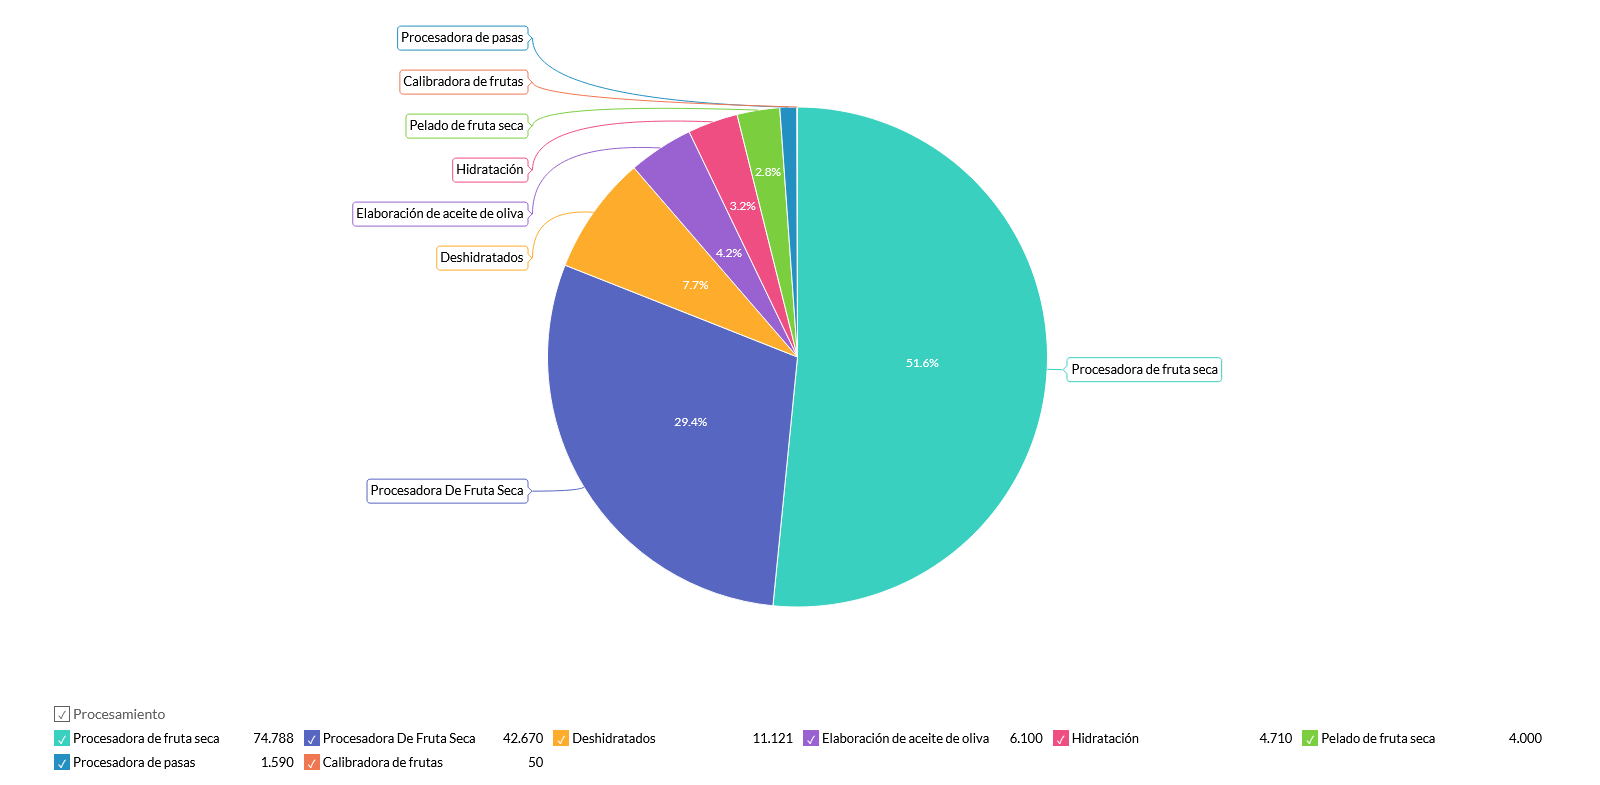 Procesadora de pasas
Calibradora de frutas
Pelado de fruta seca
Hidratación
Elaboración de aceite de oliva
Deshidratados
Procesadora De Fruta Seca
Procesadora de fruta seca
2.8%
3.2%
4.2%
7.7%
29.4%
51.6%
Procesamiento
Procesadora de fruta seca 74.788 Procesadora De Fruta Seca 42.670 Deshidratados 11.121 Elaboración de aceite de oliva 6.100 Hidratación 4.710 Pelado de fruta seca 4.000
Procesadora de pasas 1.590 Calibradora de frutas 50